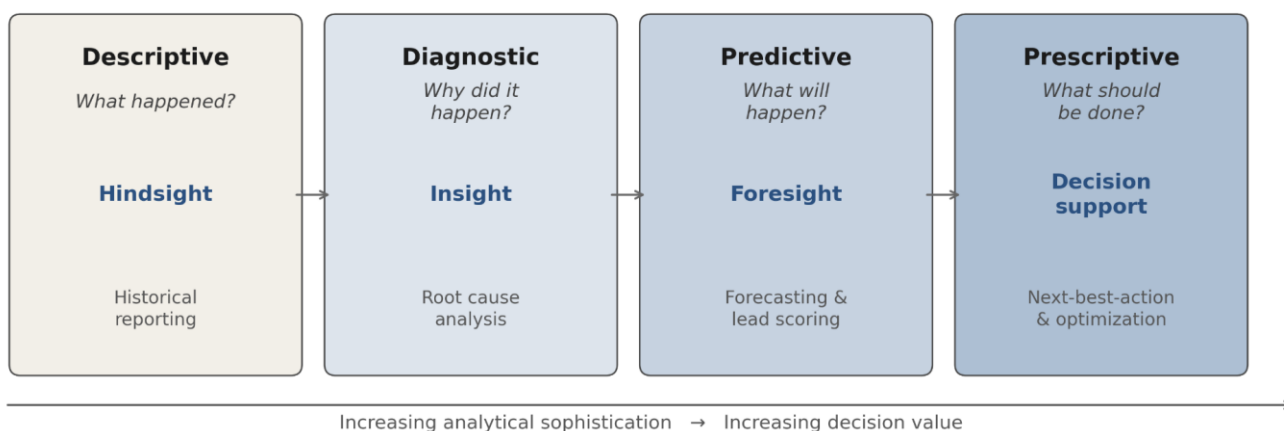 Descriptive
What happened?
Hindsight
Historical
reporting
Diagnostic
Why did it
happen?
Insight
Root cause
analysis
Predictive
What will
happen?
Foresight
Forecasting &
lead scoring
Prescriptive
What should
be done?
Decision
support
Next-best-action
& optimization
Increasing analytical sophistication → Increasing decision value